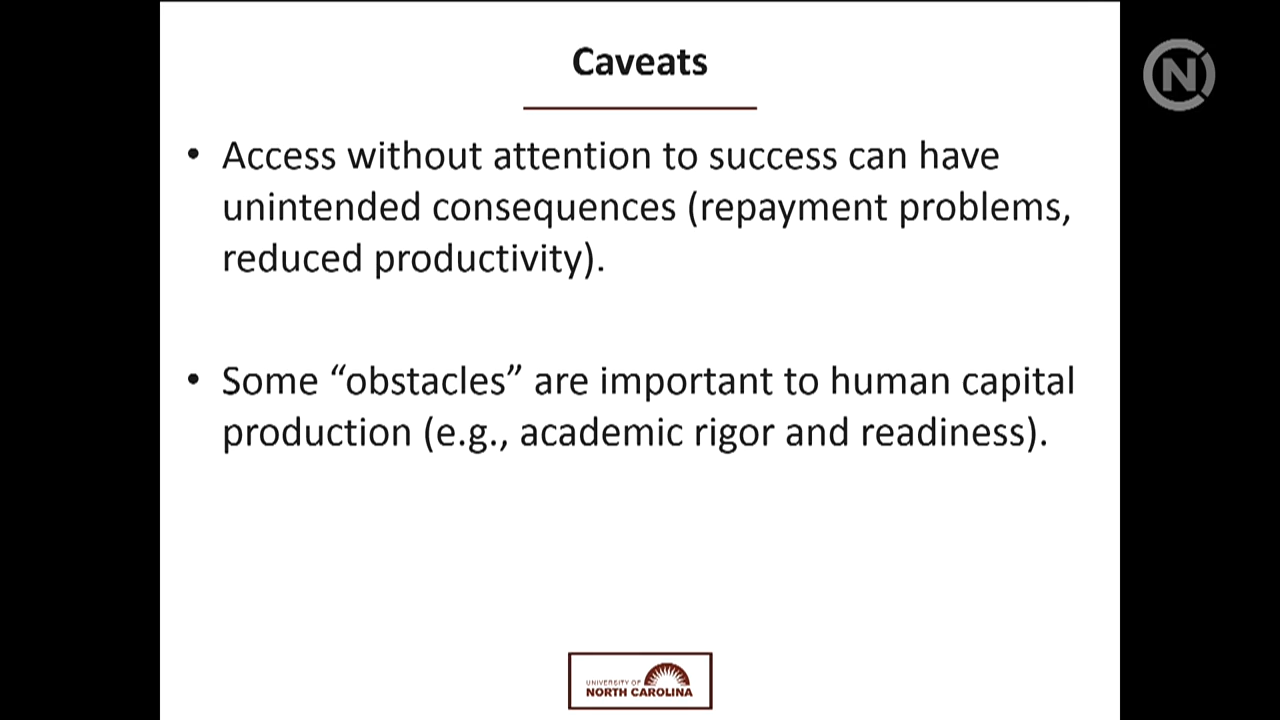 Caveats
• Access without attention to success can have
unintended consequences (repayment problems,
reduced productivity).
• Some “obstacles” are important to human capital
production (e.g., academic rigor and readiness).
UNIVERSITY OF
NORTH CAROLINA
N